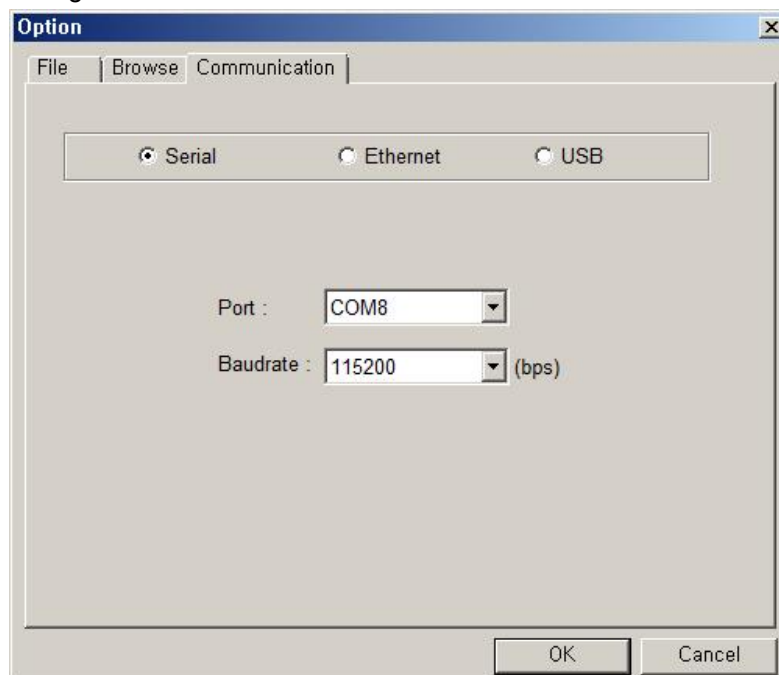 Option
File Browse Communication
Serial Ethernet USB
Port : COM8
Baudrate : 115200 (bps)
OK Cancel